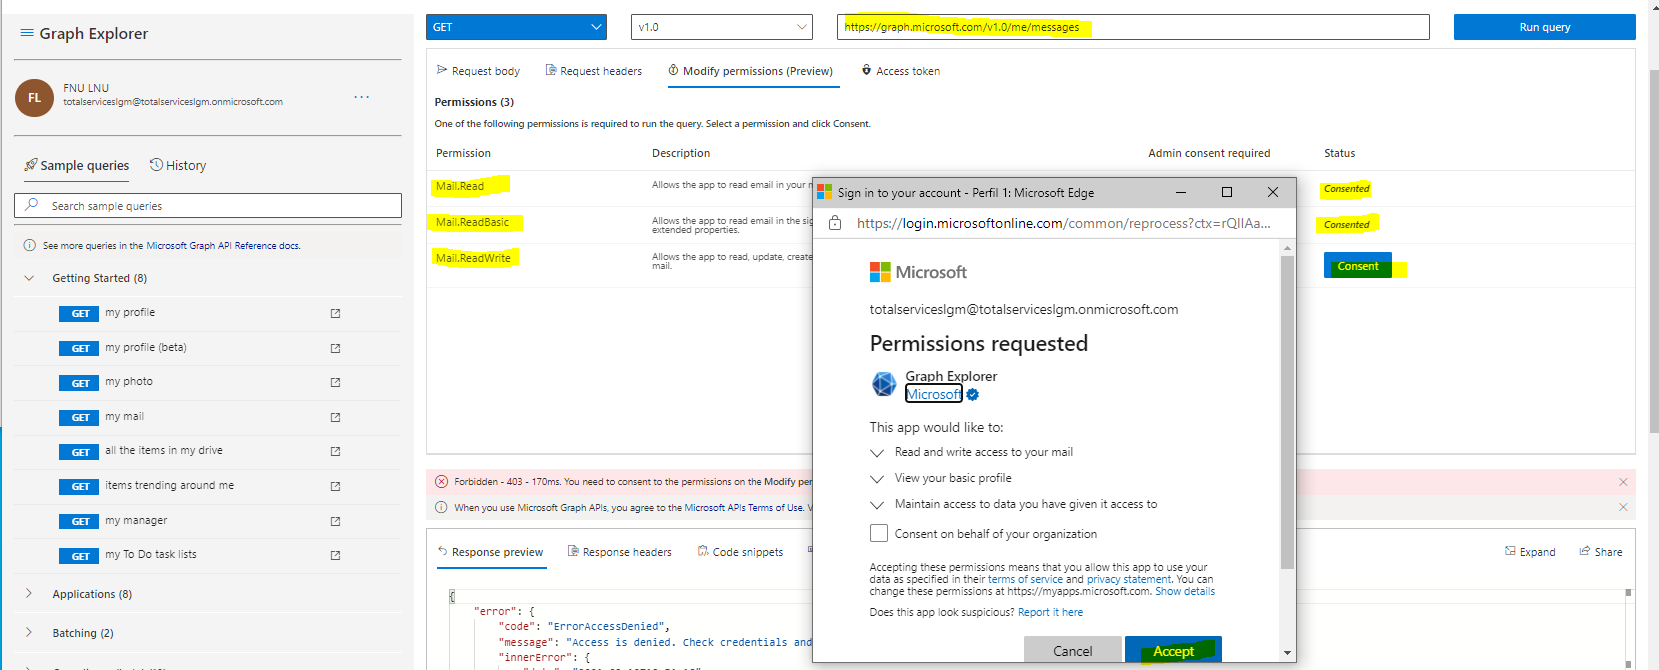 Graph Explorer
FL
FNU LNU
totalserviceslgm@totalserviceslgm.onmicrosoft.com
...
Sample queries
History
Search sample queries
See more queries in the Microsoft Graph API Reference docs.
Getting Started (8)
GET my profile
GET my profile (beta)
GET my photo
GET my mail
GET all the items in my drive
GET items trending around me
GET my manager
GET my To Do task lists
Applications (8)
Batching (2)
GET
v1.0
https://graph.microsoft.com/v1.0/me/messages
Run query
Request body
Request headers
Modify permissions (Preview)
Access token
Permissions (3)
One of the following permissions is required to run the query. Select a permission and click Consent.
Permission Description Admin consent required Status
Mail.Read Allows the app to read email in your Consented
Mail.ReadBasic Allows the app to read email in the Consented
extended properties.
Mail.ReadWrite Allows the app to read, update, create Consent
mail.
Forbidden - 403 - 170ms. You need to consent to the permissions on the Modify
When you use Microsoft Graph APIs, you agree to the Microsoft APIs Terms of Use.
Response preview
Response headers
Code snippets
Expand
Share
{
"error": {
"code": "ErrorAccessDenied",
"message": "Access is denied. Check credentials and
"innerError": {
Sign in to your account - Perfil 1: Microsoft Edge
https://login.microsoftonline.com/common/reprocess?ctx=rQIIAa...
Microsoft
totalserviceslgm@totalserviceslgm.onmicrosoft.com
Permissions requested
Graph Explorer
Microsoft
This app would like to:
Read and write access to your mail
View your basic profile
Maintain access to data you have given it access to
Consent on behalf of your organization
Accepting these permissions means that you allow this app to use your
data as specified in their terms of service and privacy statement. You can
change these permissions at https://myapps.microsoft.com. Show details
Does this app look suspicious? Report it here
Cancel
Accept